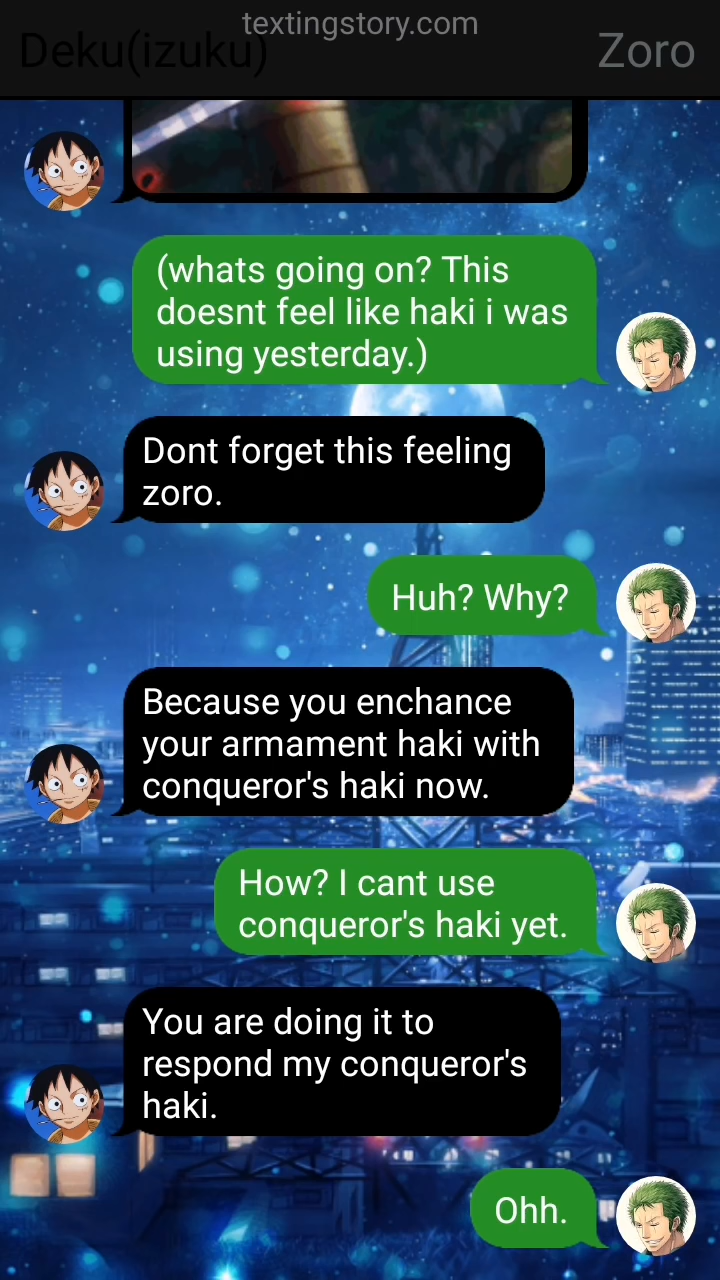 textingstory.com
Deku(izuku)
Zoro
(whats going on? This
doesnt feel like haki i was
using yesterday.)
Dont forget this feeling
zoro.
Huh? Why?
Because you enchance
your armament haki with
conqueror's haki now.
How? I cant use
conqueror's haki yet.
You are doing it to
respond my conqueror's
haki.
Ohh.